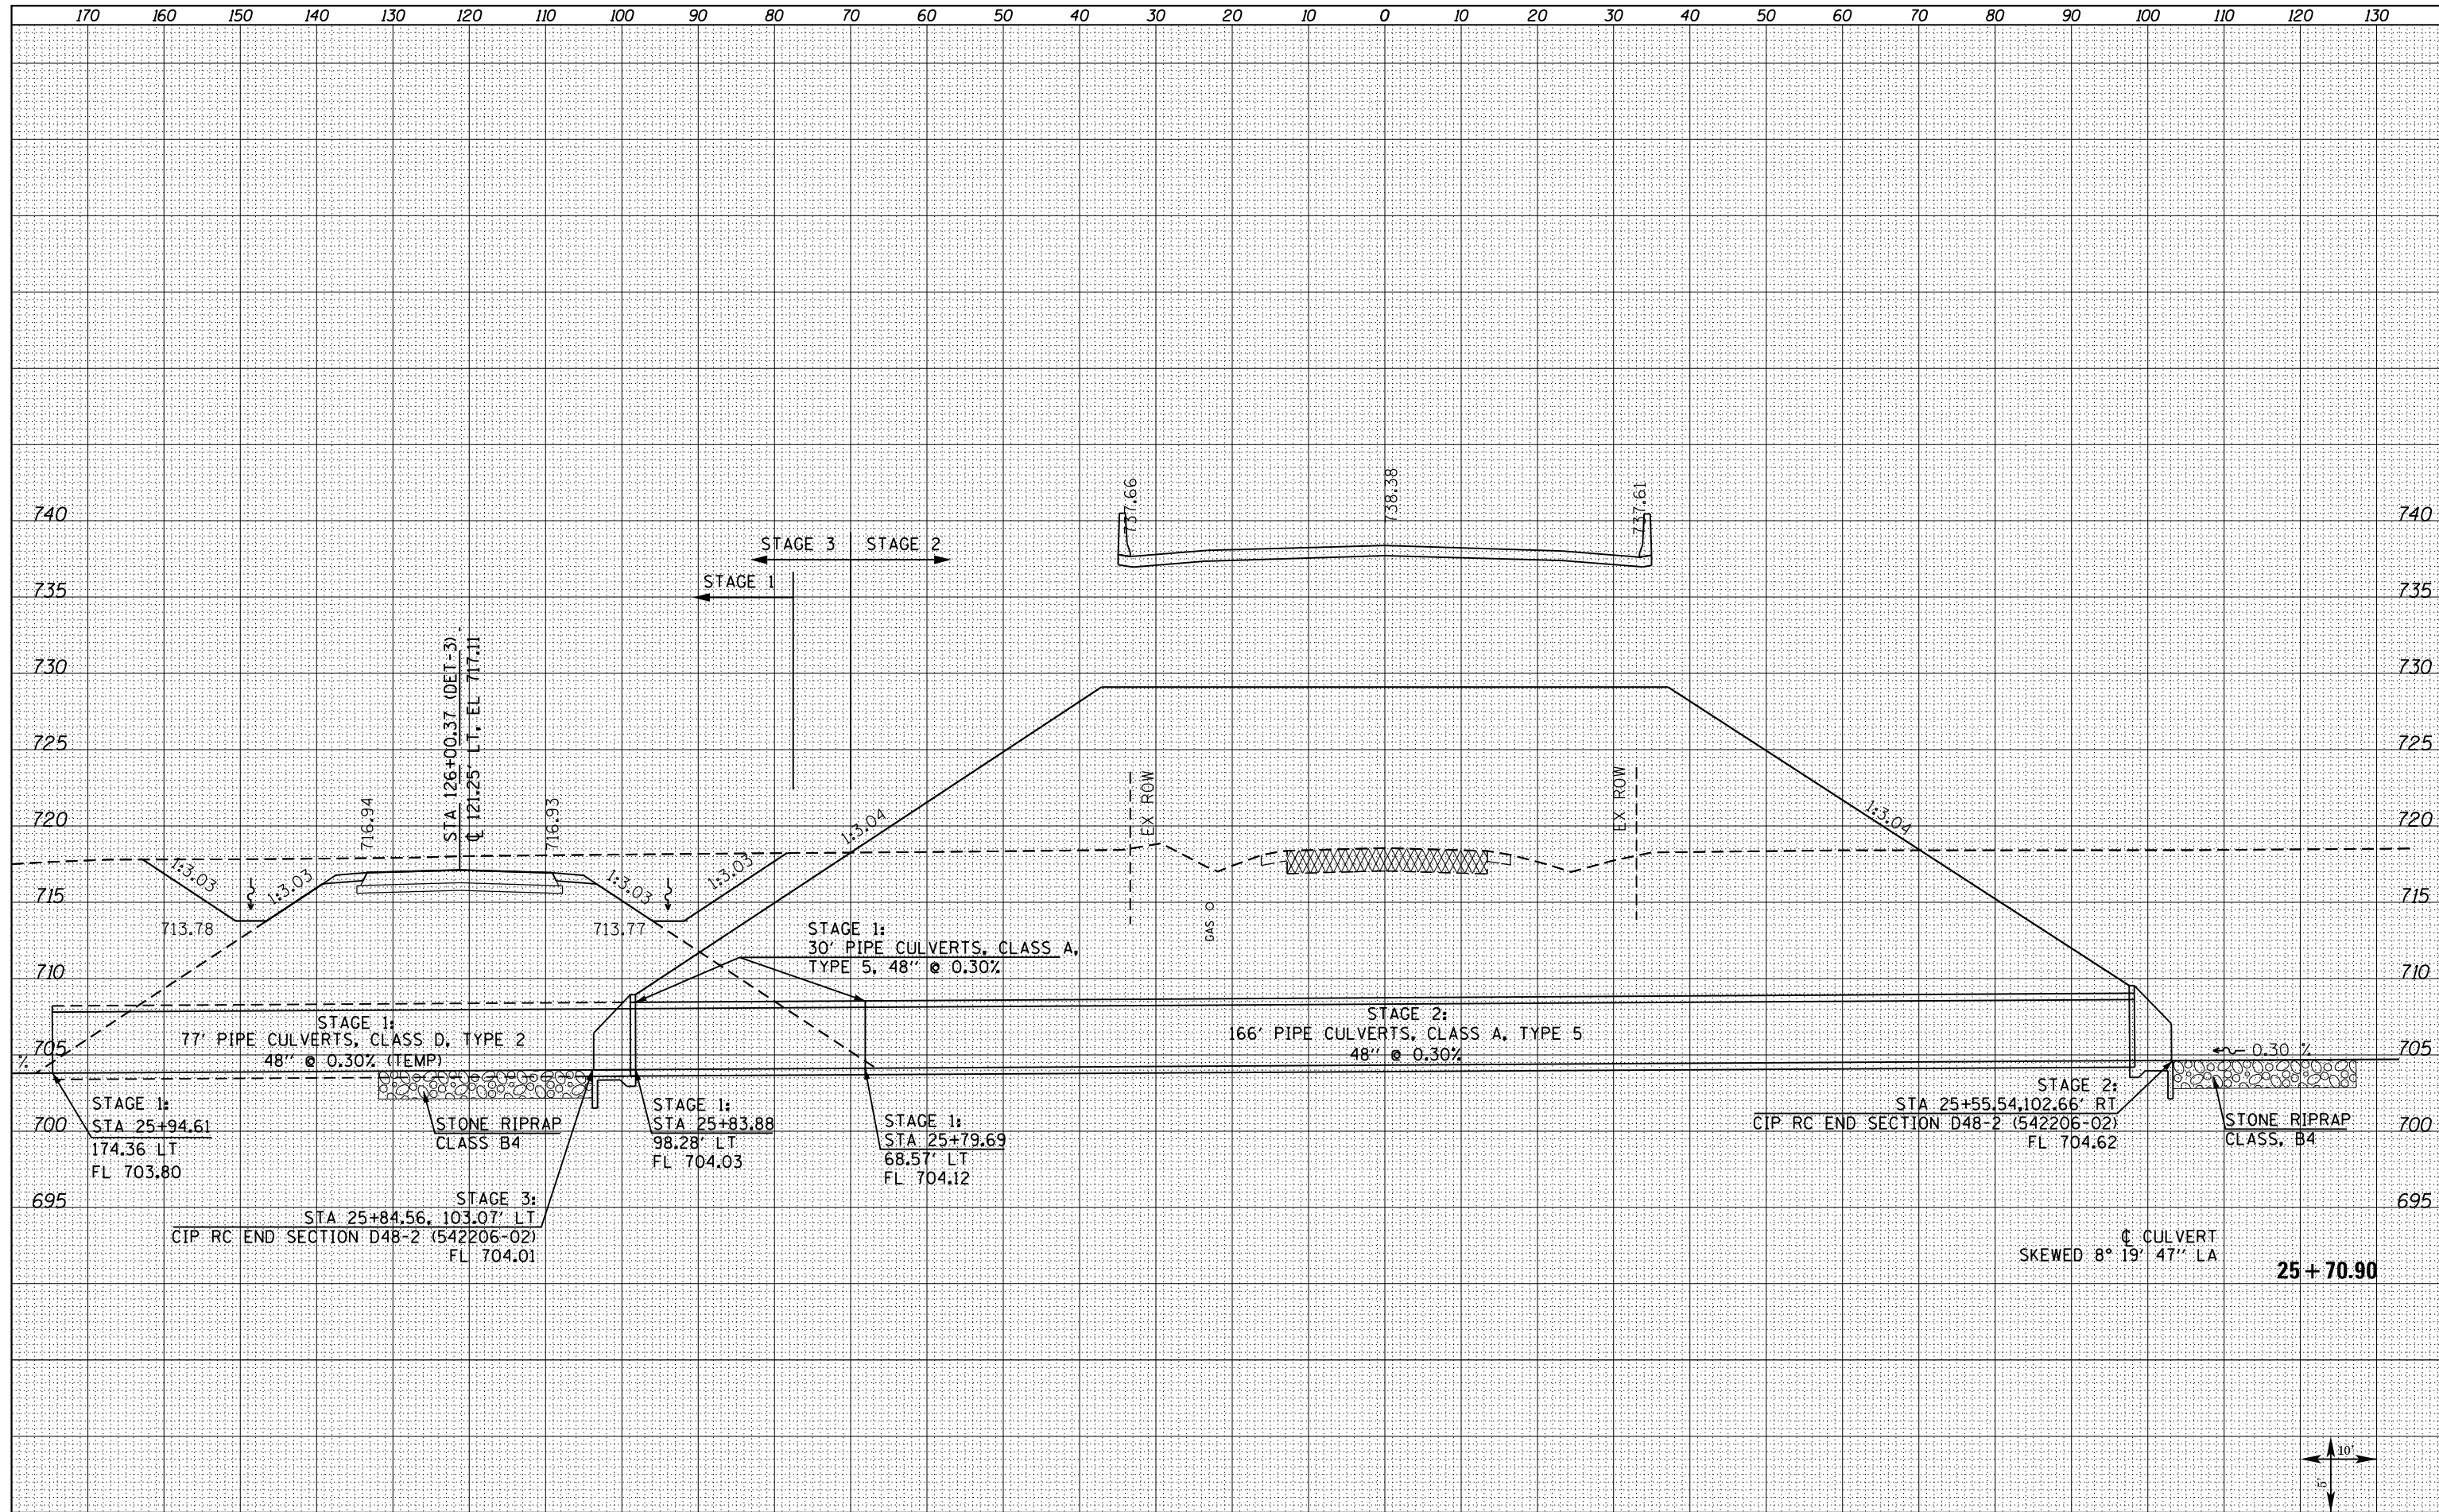 170 160 150 140 130 120 110 100 90 80 70 60 50 40 30 20 10 0 10 20 30 40 50 60 70 80 90 100 110 120 130
737.66
738.38
737.61
740
740
STAGE 3
STAGE 2
STAGE 1
735
735
STA 126+00.37 (DET-3)
℄ 121.25' LT, EL 717.11
730
730
725
725
EX ROW
EX ROW
716.94
716.93
720
720
1:3.04
1:3.04
1:3.03
1:3.03
1:3.03
1:3.03
715
715
713.78
713.77
GAS
STAGE 1:
30' PIPE CULVERTS, CLASS A,
TYPE 5, 48" @ 0.30%
710
710
STAGE 1:
77' PIPE CULVERTS, CLASS D, TYPE 2
48" @ 0.30% (TEMP)
STAGE 2:
166' PIPE CULVERTS, CLASS A, TYPE 5
48" @ 0.30%
705
705
%
0.30 %
STAGE 1:
STA 25+94.61
174.36 LT
FL 703.80
STONE RIPRAP
CLASS B4
STAGE 1:
STA 25+83.88
98.28' LT
FL 704.03
STAGE 1:
STA 25+79.69
68.57' LT
FL 704.12
STAGE 2:
STA 25+55.54,102.66' RT
CIP RC END SECTION D48-2 (542206-02)
FL 704.62
STONE RIPRAP
CLASS, B4
700
700
STAGE 3:
STA 25+84.56, 103.07' LT
CIP RC END SECTION D48-2 (542206-02)
FL 704.01
695
695
℄ CULVERT
SKEWED 8° 19' 47" LA
25+70.90
10'
5'